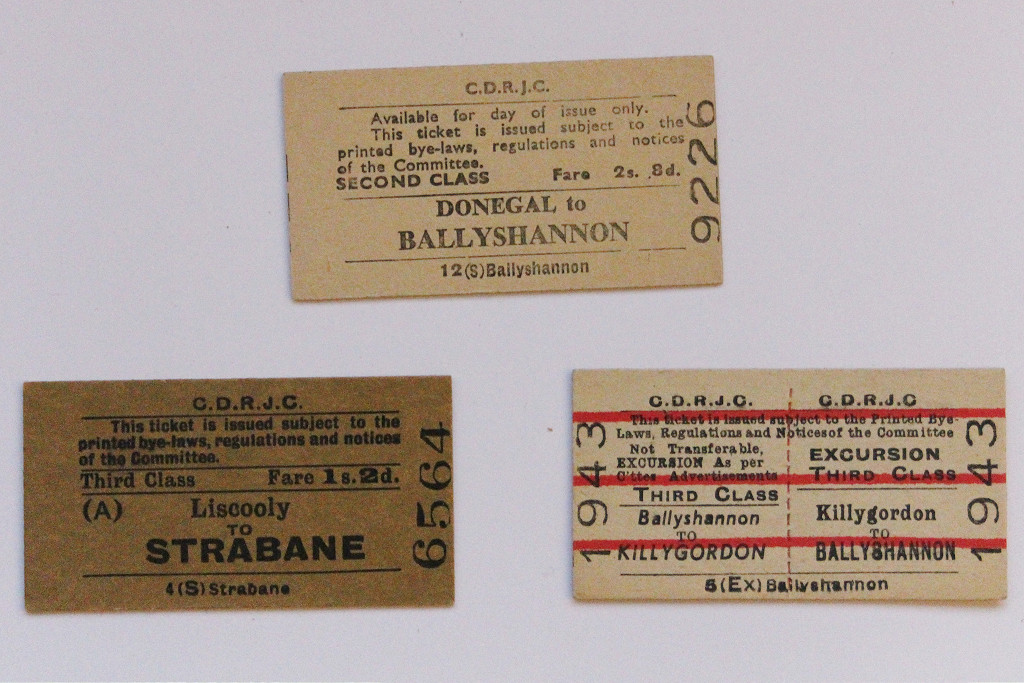 C.D.R.J.C.
Available for day of issue only.
This ticket is issued subject to the
printed bye-laws, regulations and notices
of the Committee.
SECOND CLASS Fare 2s. 8d.
DONEGAL to
BALLYSHANNON
12(S)Ballyshannon
9226
C.D.R.J.C.
This ticket is issued subject to the
printed bye-laws, regulations and notices
of the Committee.
Third Class Fare 1s.2d.
(A) Liscooly
TO
STRABANE
4(S)Strabane
6564
C.D.R.J.C. C.D.R.J.C
This ticket is issued subject to the Printed Bye-
Laws, Regulations and Notices of the Committee
Not Transferable,
EXCURSION As per
C'ttee Advertisements
THIRD CLASS
Ballyshannon
TO
KILLYGORDON
EXCURSION
THIRD CLASS
Killygordon
TO
BALLYSHANNON
5(EX)Ballyshannon
1943
1943